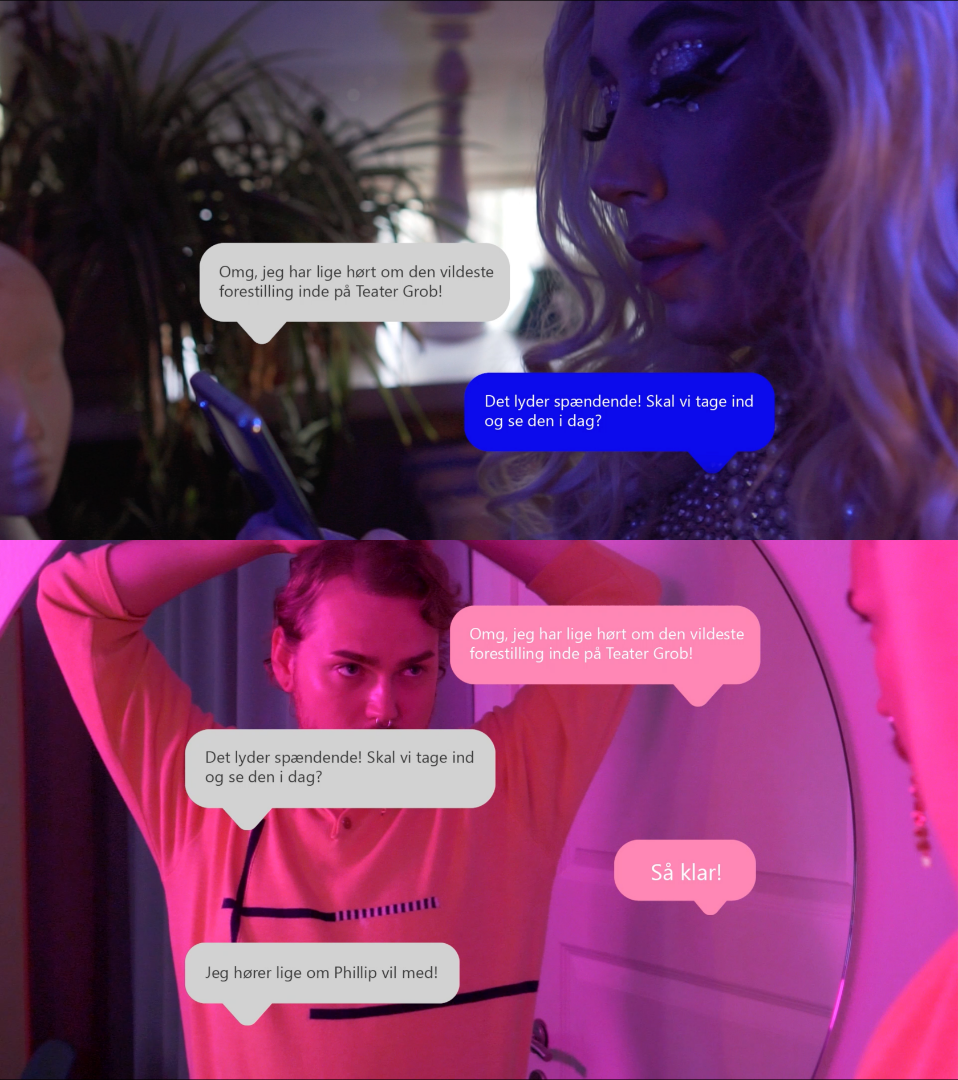 Omg, jeg har lige hørt om den vildeste
forestilling inde på Teater Grob!
Det lyder spændende! Skal vi tage ind
og se den i dag?
Omg, jeg har lige hørt om den vildeste
forestilling inde på Teater Grob!
Det lyder spændende! Skal vi tage ind
og se den i dag?
Så klar!
Jeg hører lige om Phillip vil med!